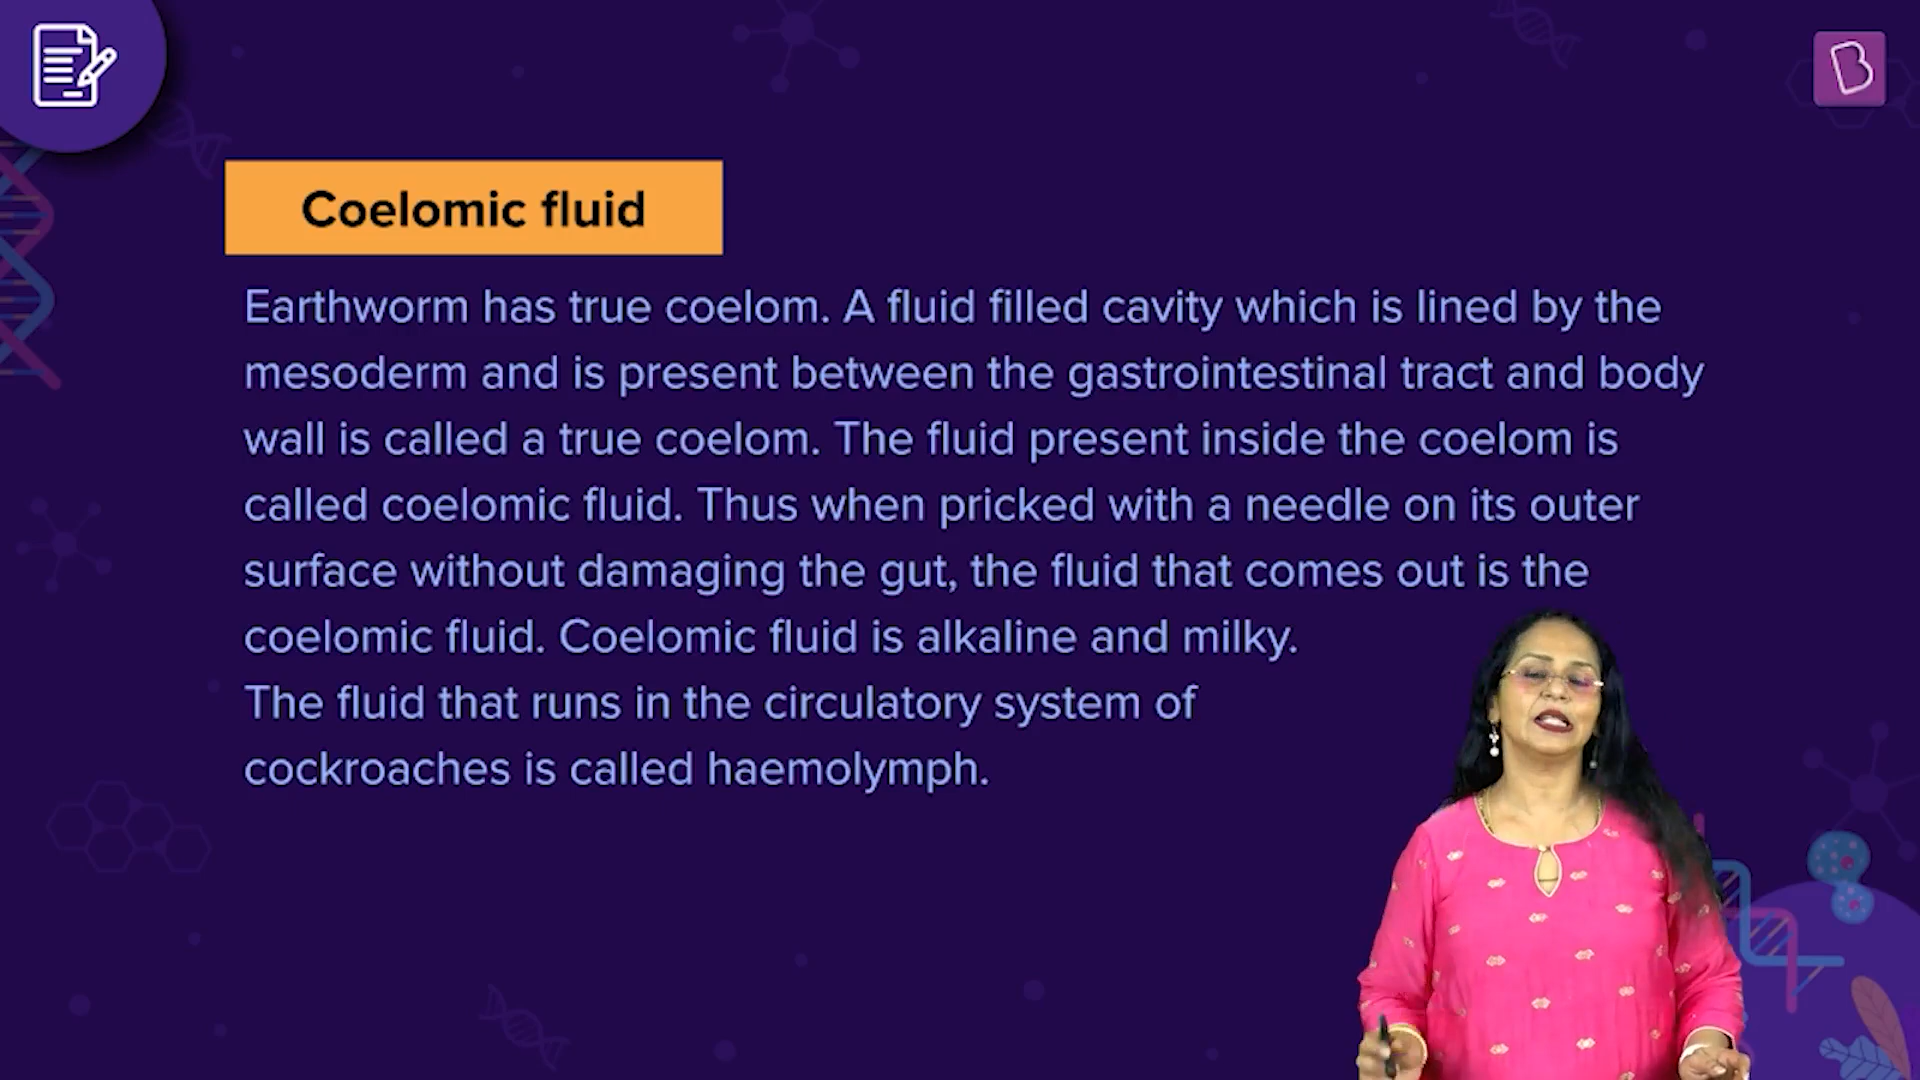 Coelomic fluid
Earthworm has true coelom. A fluid filled cavity which is lined by the
mesoderm and is present between the gastrointestinal tract and body
wall is called a true coelom. The fluid present inside the coelom is
called coelomic fluid. Thus when pricked with a needle on its outer
surface without damaging the gut, the fluid that comes out is the
coelomic fluid. Coelomic fluid is alkaline and milky.
The fluid that runs in the circulatory system of
cockroaches is called haemolymph.
B